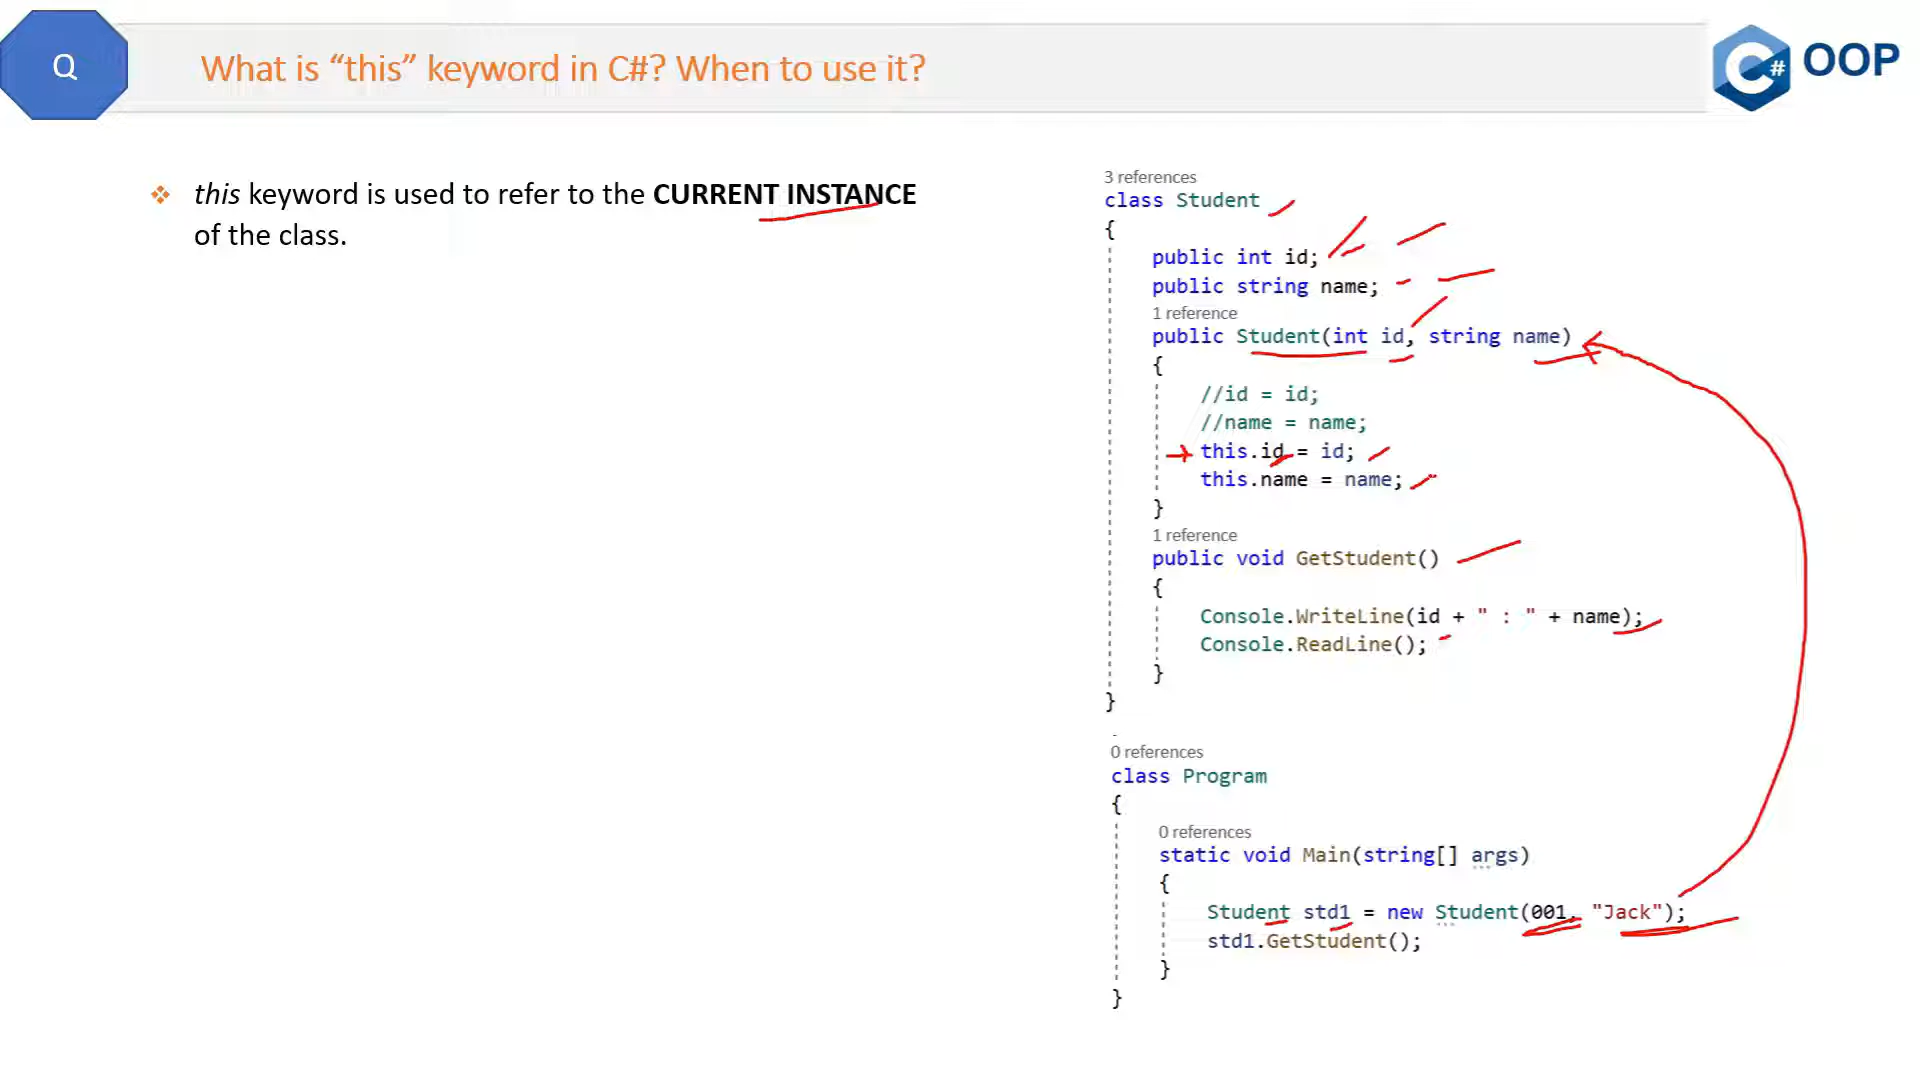 Q
What is “this” keyword in C#? When to use it?
C# OOP
this keyword is used to refer to the CURRENT INSTANCE
of the class.
3 references
class Student
{
public int id;
public string name;
1 reference
public Student(int id, string name)
{
//id = id;
//name = name;
this.id = id;
this.name = name;
}
1 reference
public void GetStudent()
{
Console.WriteLine(id + " : " + name);
Console.ReadLine();
}
}
0 references
class Program
{
0 references
static void Main(string[] args)
{
Student std1 = new Student(001, "Jack");
std1.GetStudent();
}
}